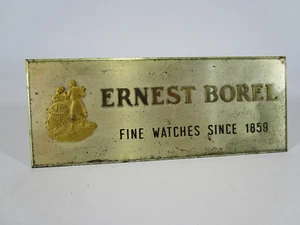 ERNEST BOREL
FINE WATCHES SINCE 1859